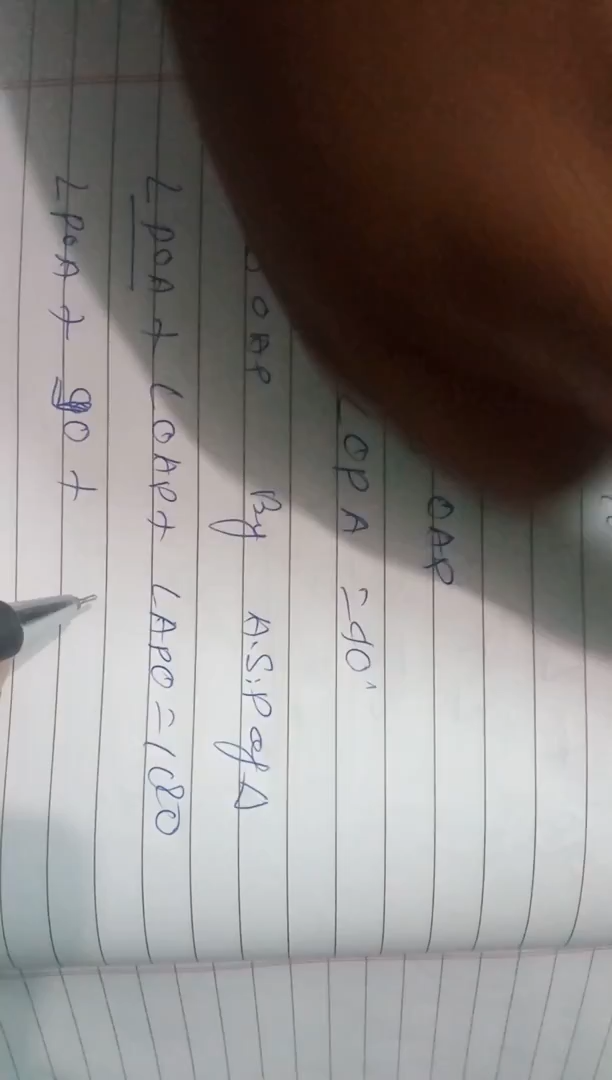 OAP
∠OPA = 90°
OAP By A.S.P of Δ
∠POA + ∠OAP + ∠APO = 180
∠POA + 90 +